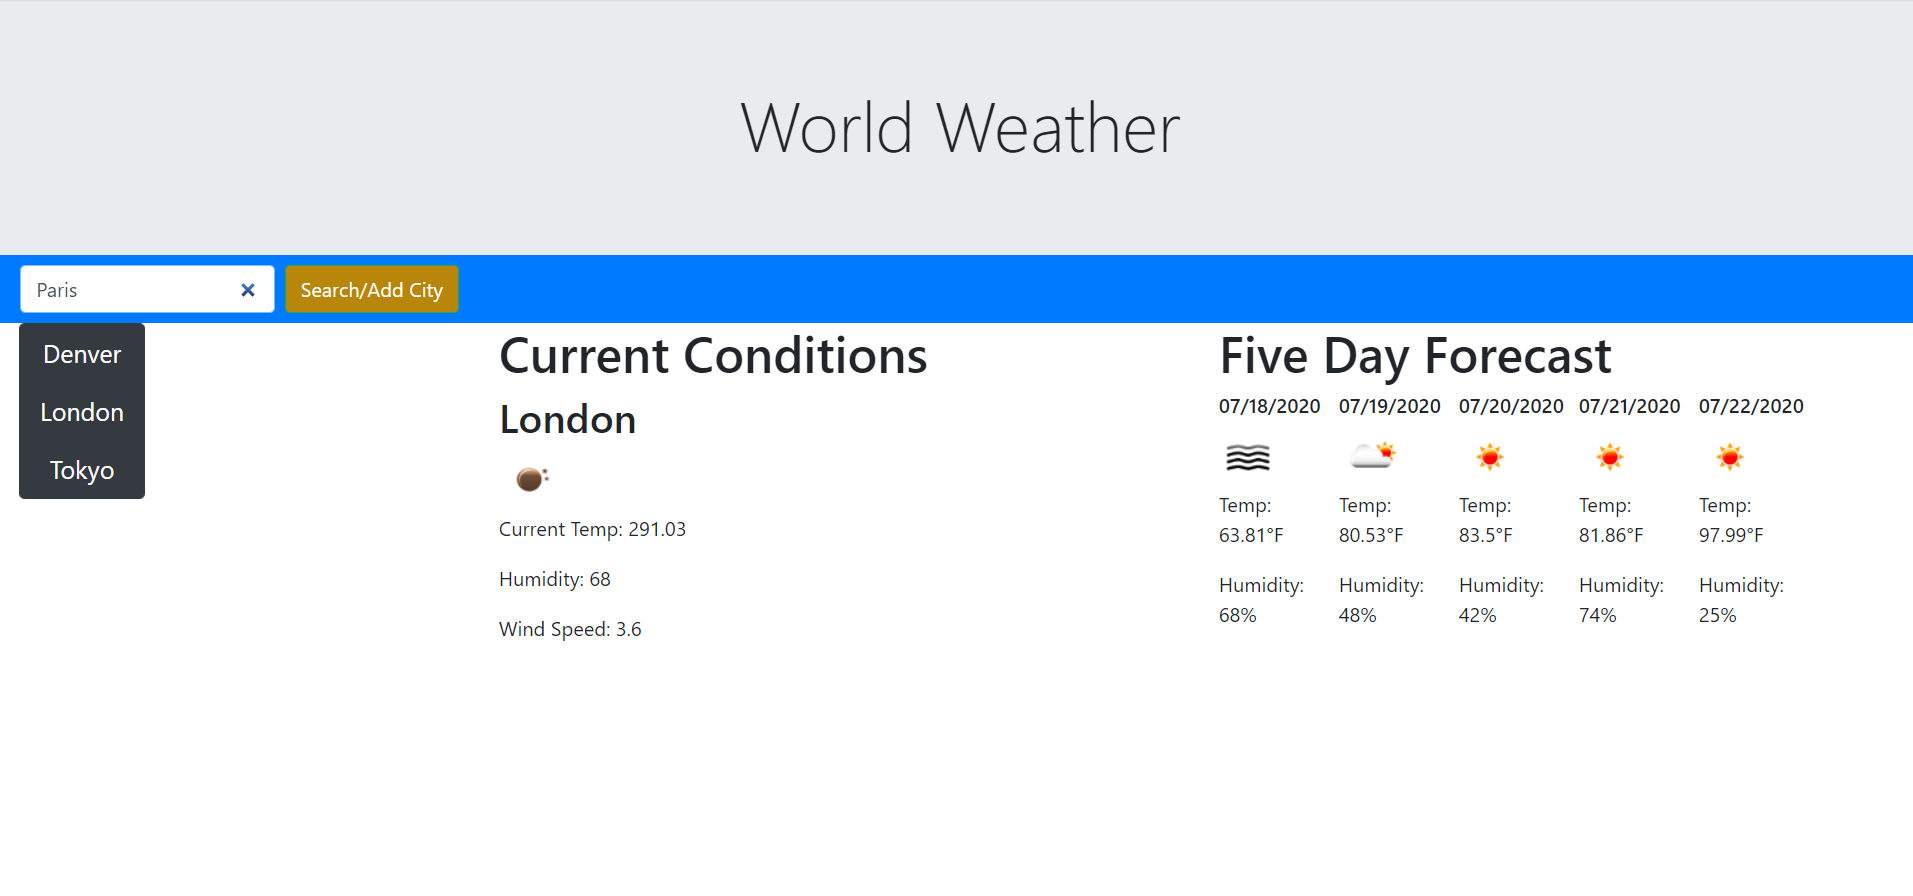 World Weather
Paris
Search/Add City
Denver
London
Tokyo
Current Conditions
London
Current Temp: 291.03
Humidity: 68
Wind Speed: 3.6
Five Day Forecast
07/18/2020
Temp:
63.81°F
Humidity:
68%
07/19/2020
Temp:
80.53°F
Humidity:
48%
07/20/2020
Temp:
83.5°F
Humidity:
42%
07/21/2020
Temp:
81.86°F
Humidity:
74%
07/22/2020
Temp:
97.99°F
Humidity:
25%